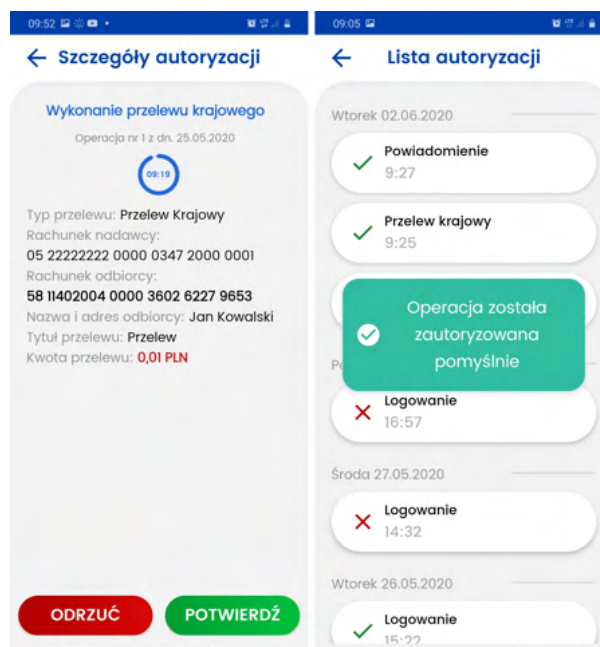 09:52
Szczegóły autoryzacji
Wykonanie przelewu krajowego
Operacja nr 1 z dn. 25.05.2020
09:19
Typ przelewu: Przelew Krajowy
Rachunek nadawcy:
05 22222222 0000 0347 2000 0001
Rachunek odbiorcy:
58 11402004 0000 3602 6227 9653
Nazwa i adres odbiorcy: Jan Kowalski
Tytuł przelewu: Przelew
Kwota przelewu: 0,01 PLN
ODRZUĆ
POTWIERDŹ
09:05
Lista autoryzacji
Wtorek 02.06.2020
Powiadomienie
9:27
Przelew krajowy
9:25
Operacja została
zautoryzowana
pomyślnie
Logowanie
16:57
Środa 27.05.2020
Logowanie
14:32
Wtorek 26.05.2020
Logowanie
15:22